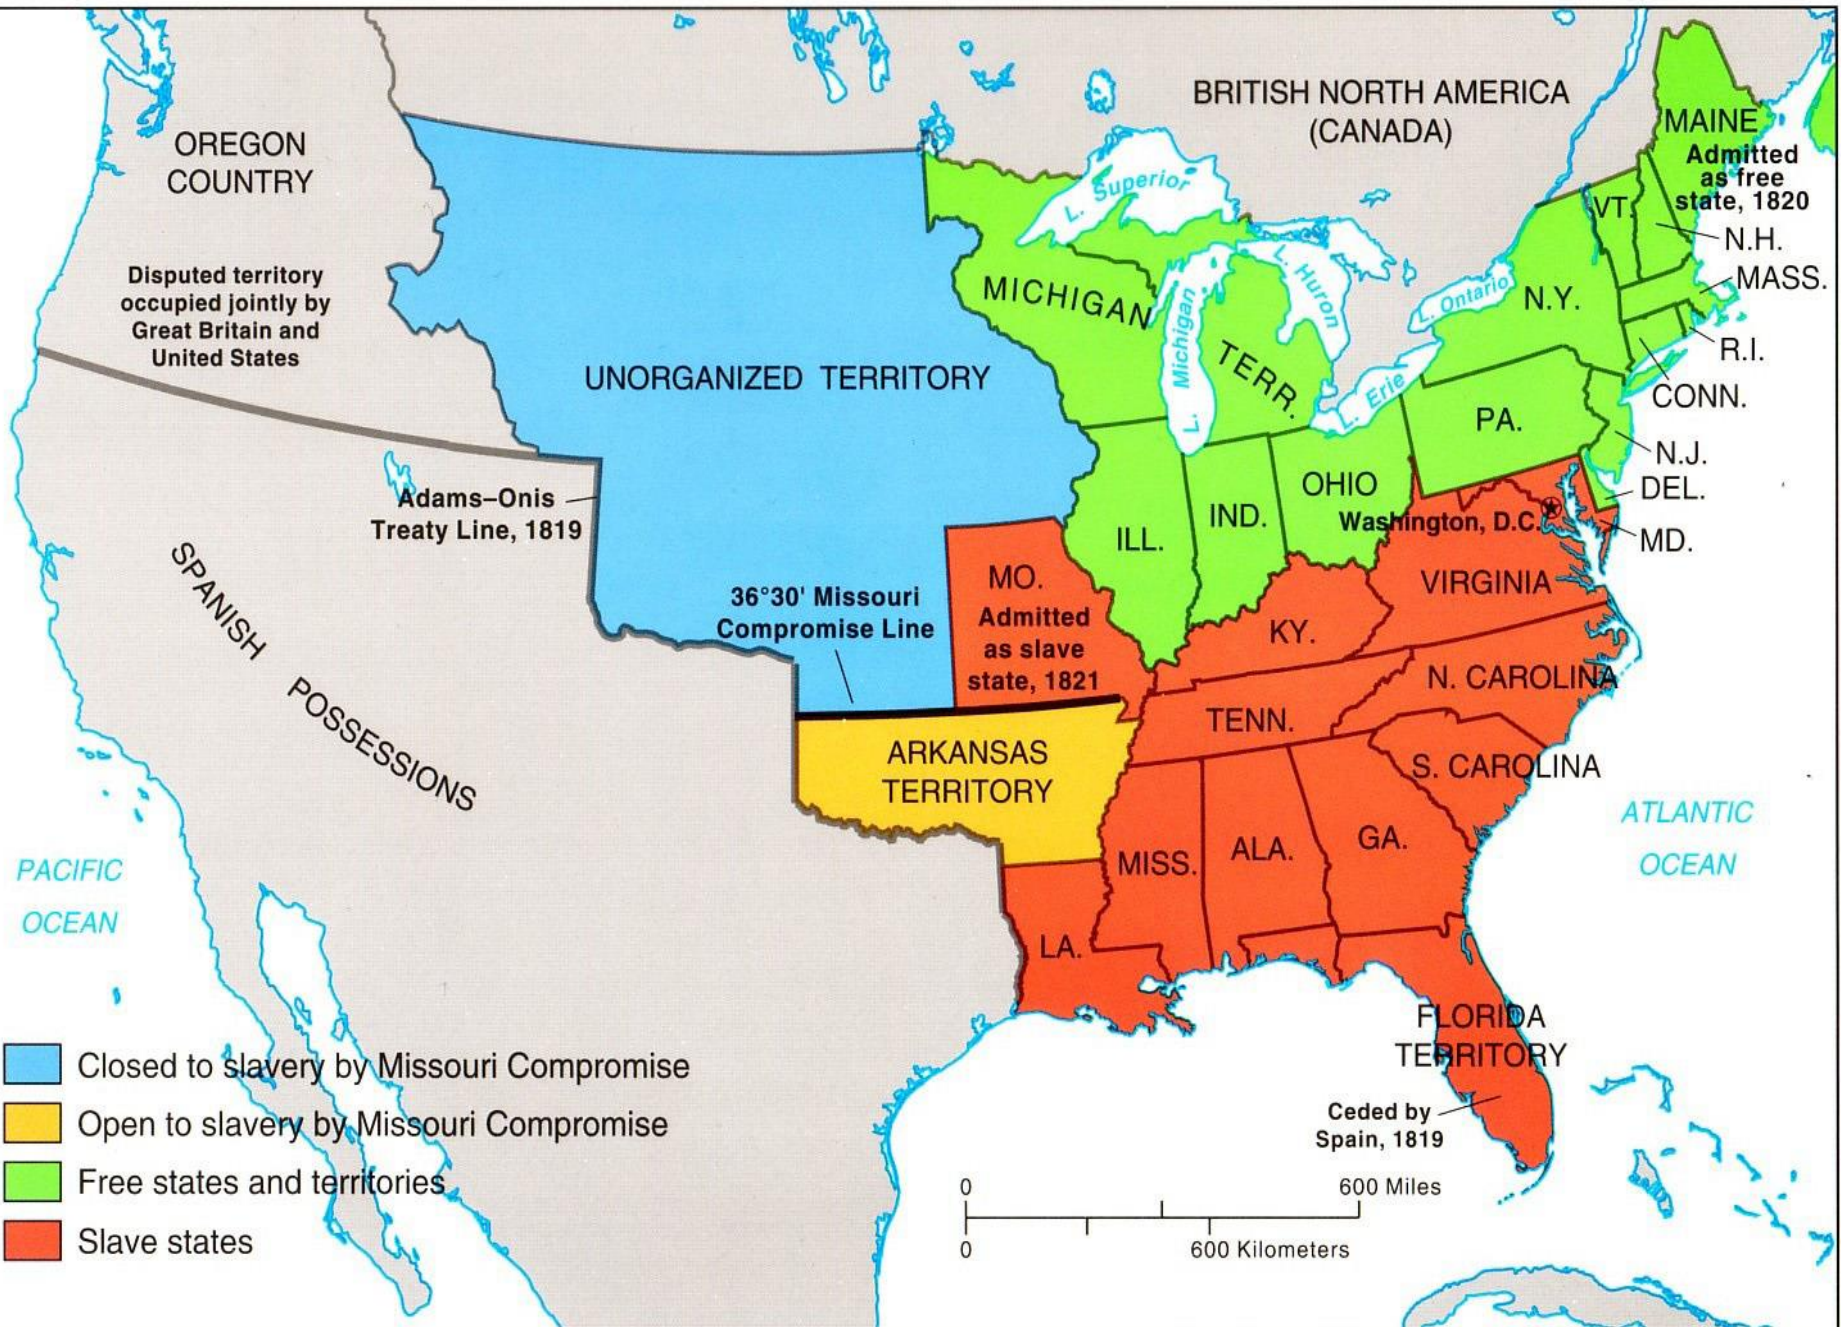 BRITISH NORTH AMERICA
(CANADA)
OREGON
COUNTRY
MAINE
Admitted
as free
state, 1820
L. Superior
VT.
N.H.
MASS.
Disputed territory
occupied jointly by
Great Britain and
United States
MICHIGAN
TERR.
L. Huron
L. Michigan
L. Ontario
L. Erie
N.Y.
R.I.
CONN.
UNORGANIZED TERRITORY
PA.
N.J.
DEL.
MD.
Adams–Onis
Treaty Line, 1819
OHIO
IND.
ILL.
Washington, D.C.
VIRGINIA
MO.
Admitted
as slave
state, 1821
36°30' Missouri
Compromise Line
KY.
SPANISH POSSESSIONS
N. CAROLINA
TENN.
S. CAROLINA
ARKANSAS
TERRITORY
MISS.
ALA.
GA.
LA.
ATLANTIC
OCEAN
PACIFIC
OCEAN
FLORIDA
TERRITORY
Ceded by
Spain, 1819
Closed to slavery by Missouri Compromise
Open to slavery by Missouri Compromise
Free states and territories
Slave states
0 600 Miles
0 600 Kilometers